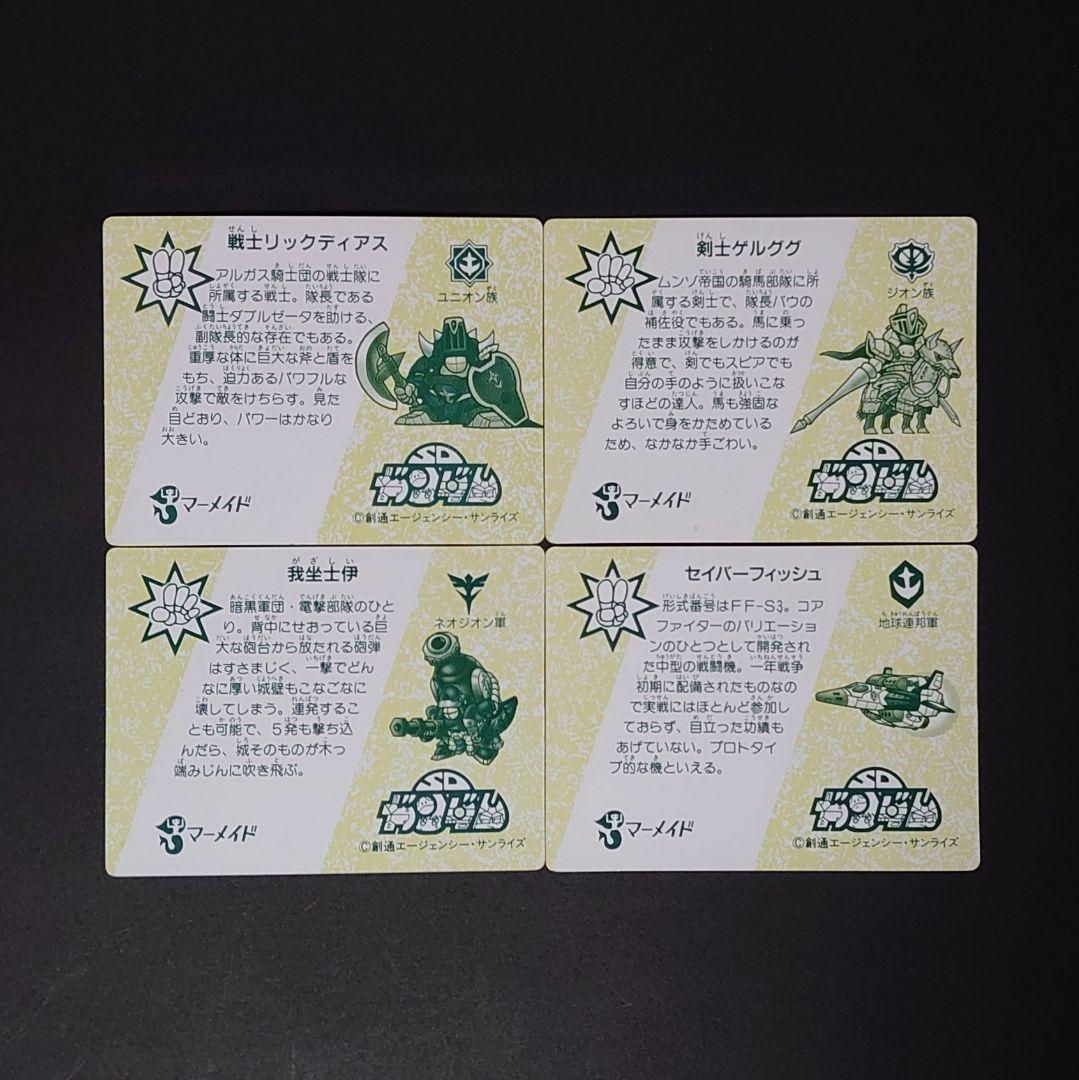 戦士リックディアス
アルガス騎士団の戦士隊に
所属する戦士。隊長である
闘士ダブルゼータを助ける、
副隊長的な存在でもある。
重厚な体に巨大な斧と盾を
もち、迫力あるパワフルな
攻撃で敵をけちらす。見た
目どおり、パワーはかなり
大きい。
ユニオン族
マーメイド
SDガンダム
©創通エージェンシー・サンライズ
剣士ゲルググ
ムンゾ帝国の騎馬部隊に所
属する剣士で、隊長バウの
補佐役でもある。馬に乗っ
たまま攻撃をしかけるのが
得意で、剣でもスピアでも
自分の手のように扱いこな
すほどの達人。馬も強固な
よろいで身をかためている
ため、なかなか手ごわい。
ジオン族
マーメイド
SDガンダム
©創通エージェンシー・サンライズ
我坐士伊
暗黒軍団・電撃部隊のひと
り。背中にせおっている巨
大な砲台から放たれる砲弾
はすさまじく、一撃でどん
なに厚い城壁もこなごなに
壊してしまう。連発するこ
とも可能で、5発も撃ち込
んだら、城そのものが木っ
端みじんに吹き飛ぶ。
ネオジオン軍
マーメイド
SDガンダム
©創通エージェンシー・サンライズ
セイバーフィッシュ
形式番号はFF-S3。コア
ファイターのバリエーショ
ンのひとつとして開発され
た中型の戦闘機。一年戦争
初期に配備されたものなの
で実戦にはほとんど参加し
ておらず、目立った功績も
あげていない。プロトタイ
プ的な機といえる。
地球連邦軍
マーメイド
SDガンダム
©創通エージェンシー・サンライズ